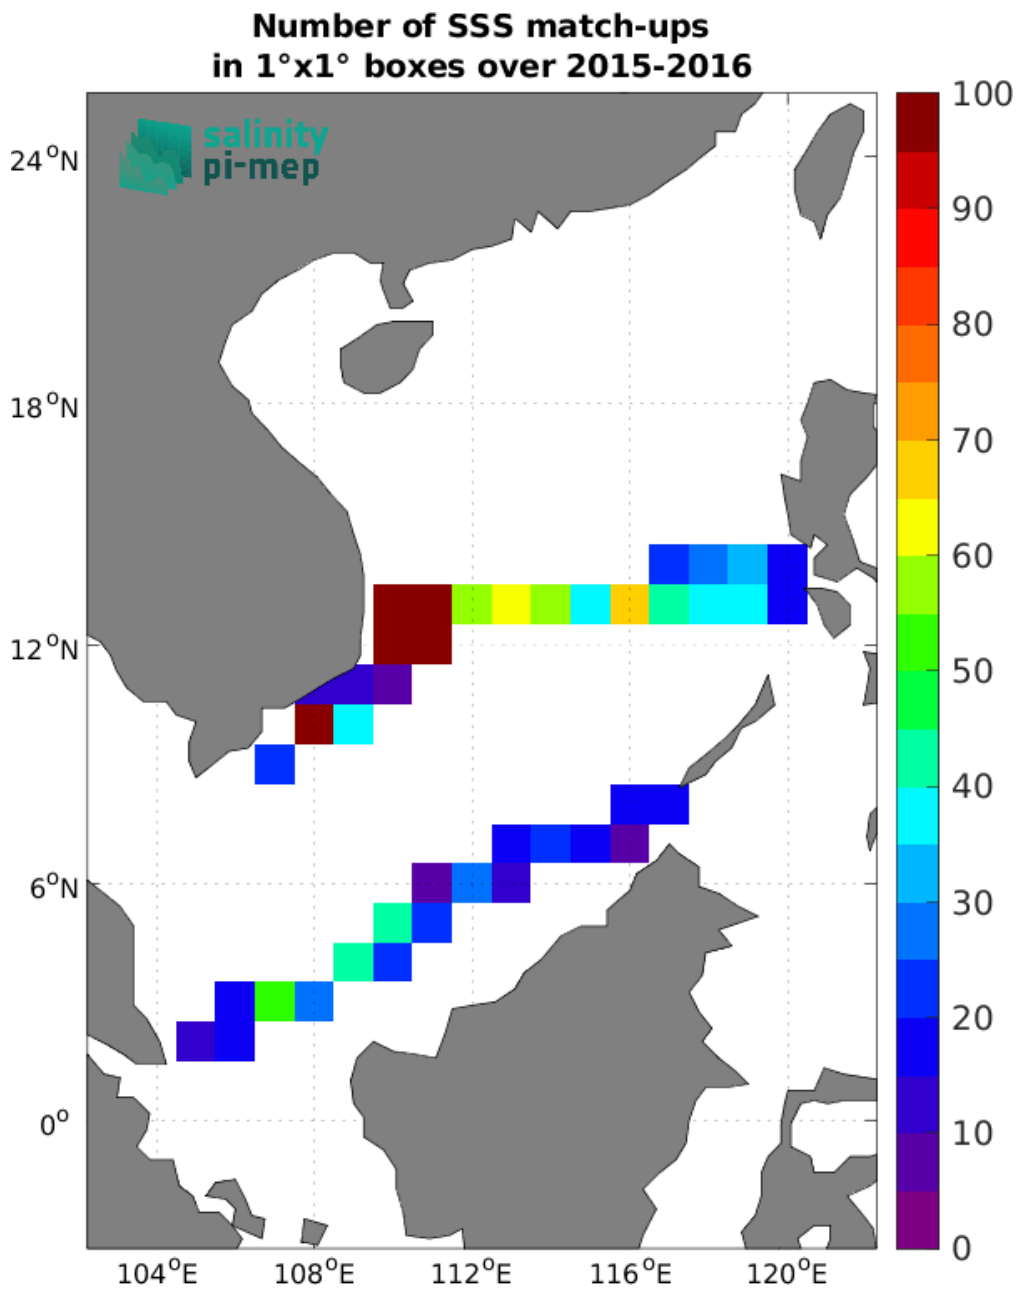 Number of SSS match-ups
in 1°x1° boxes over 2015-2016
salinity
pi-mep
24°N
18°N
12°N
6°N
0°
104°E
108°E
112°E
116°E
120°E
100
90
80
70
60
50
40
30
20
10
0